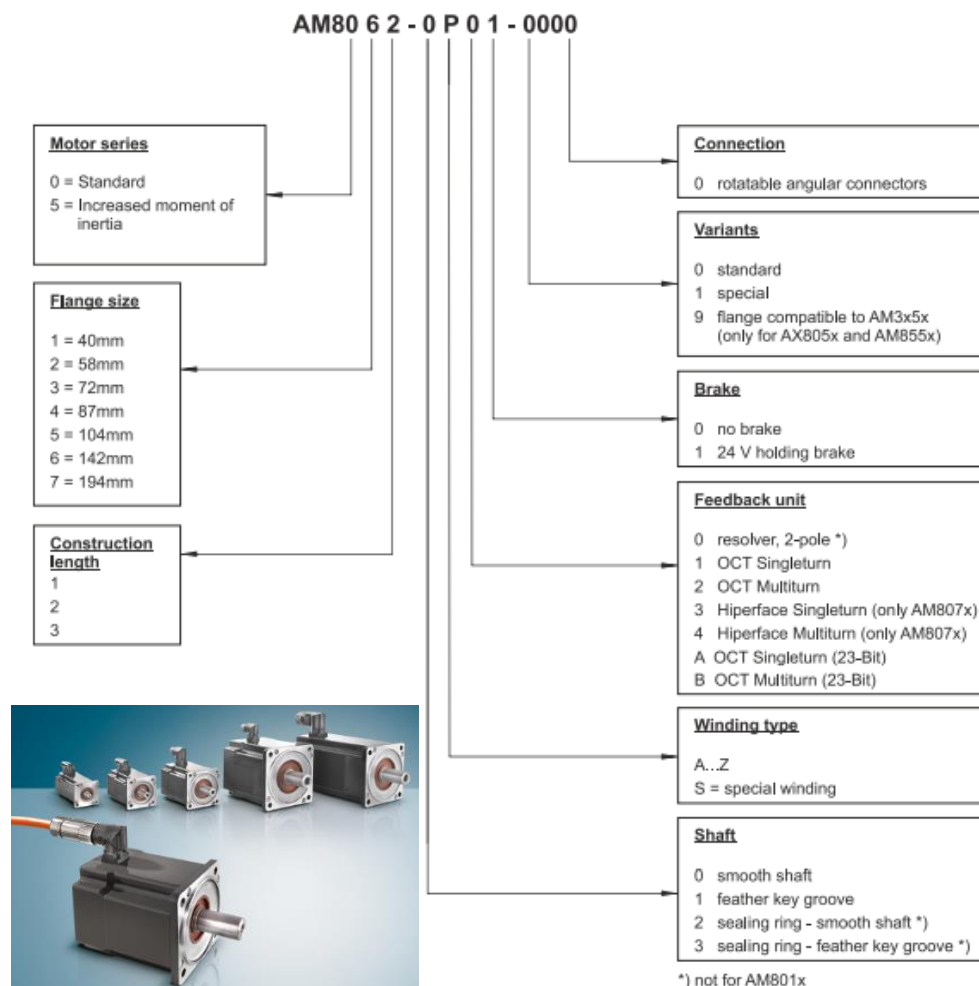 AM80 6 2 - 0 P 0 1 - 0000
Motor series
0 = Standard
5 = Increased moment of
inertia
Flange size
1 = 40mm
2 = 58mm
3 = 72mm
4 = 87mm
5 = 104mm
6 = 142mm
7 = 194mm
Construction
length
1
2
3
Connection
0 rotatable angular connectors
Variants
0 standard
1 special
9 flange compatible to AM3x5x
(only for AX805x and AM855x)
Brake
0 no brake
1 24 V holding brake
Feedback unit
0 resolver, 2-pole *)
1 OCT Singleturn
2 OCT Multiturn
3 Hiperface Singleturn (only AM807x)
4 Hiperface Multiturn (only AM807x)
A OCT Singleturn (23-Bit)
B OCT Multiturn (23-Bit)
Winding type
A...Z
S = special winding
Shaft
0 smooth shaft
1 feather key groove
2 sealing ring - smooth shaft *)
3 sealing ring - feather key groove *)
*) not for AM801x